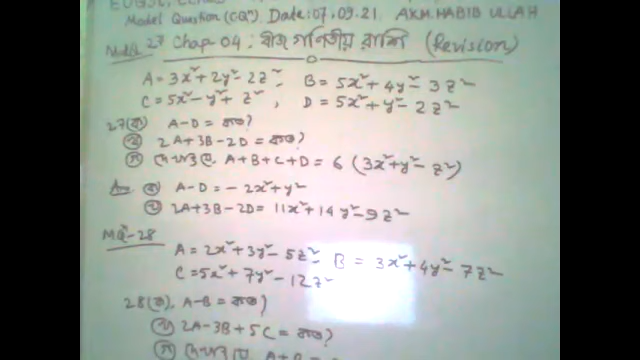 Model Question (CQ), Date: 07.09.21, AKM. HABIB ULLAH
MQ 27 Chap-04: বীজগণিতীয় রাশি (Revision)
A = 3x²+2y²-2z², B = 5x²+4y²-3z²
C = 5x²-y²+z², D = 5x²+y²-2z²
27(ক) A-D = কত?
(খ) 2A+3B-2D = কত?
(গ) দেখাও যে, A+B+C+D = 6 (3x²+y²-z²)
Ans (ক) A-D = -2x²+y²
(খ) 2A+3B-2D = 11x²+14y²-9z²
MQ-28
A = 2x²+3y²-5z² B = 3x²+4y²-7z²
C = 5x²+7y²-12z²
28(ক). A-B = কত?
(খ) 2A-3B+5C = কত?
(গ) দেখাও যে, A+B =